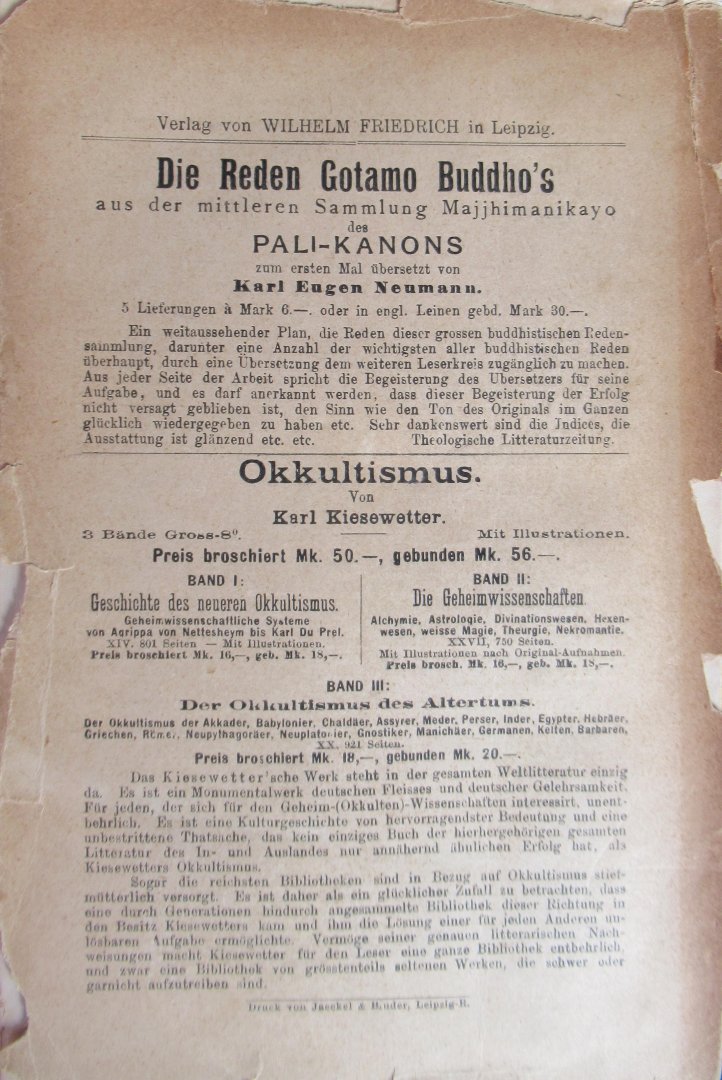 Verlag von WILHELM FRIEDRICH in Leipzig.
Die Reden Gotamo Buddho's
aus der mittleren Sammlung Majjhimanikayo
des
PALI-KANONS
zum ersten Mal übersetzt von
Karl Eugen Neumann.
5 Lieferungen à Mark 6.—. oder in engl. Leinen gebd. Mark 30.—.
Ein weitaussehender Plan, die Reden dieser grossen buddhistischen Reden-
sammlung, darunter eine Anzahl der wichtigsten aller buddhistischen Reden
überhaupt, durch eine Übersetzung dem weiteren Leserkreis zugänglich zu machen.
Aus jeder Seite der Arbeit spricht die Begeisterung des Übersetzers für seine
Aufgabe, und es darf anerkannt werden, dass dieser Begeisterung der Erfolg
nicht versagt geblieben ist, den Sinn wie den Ton des Originals im Ganzen
glücklich wiedergegeben zu haben etc. Sehr dankenswert sind die Indices, die
Ausstattung ist glänzend etc. etc. Theologische Litteraturzeitung.
Okkultismus.
Von
Karl Kiesewetter.
3 Bände Gross-8°. Mit Illustrationen.
Preis broschiert Mk. 50.—, gebunden Mk. 56.—.
BAND I:
Geschichte des neueren Okkultismus.
Geheimwissenschaftliche Systeme
von Agrippa von Nettesheym bis Karl Du Prel.
XIV. 801 Seiten — Mit Illustrationen.
Preis broschiert Mk. 16,—, geb. Mk. 18,—.
BAND II:
Die Geheimwissenschaften.
Alchymie, Astrologie, Divinationswesen, Hexen-
wesen, weisse Magie, Theurgie, Nekromantie.
XXVII, 750 Seiten.
Mit Illustrationen nach Original-Aufnahmen.
Preis brosch. Mk. 16,—, geb. Mk. 18,—.
BAND III:
Der Okkultismus des Altertums.
Der Okkultismus der Akkader, Babylonier, Chaldäer, Assyrer, Meder, Perser, Inder, Egypter, Hebräer,
Griechen, Römer, Neupythagoräer, Neuplatonier, Gnostiker, Manichäer, Germanen, Kelten, Barbaren,
XX. 921 Seiten.
Preis broschiert Mk. 18,—, gebunden Mk. 20.—.
Das Kiesewetter'sche Werk steht in der gesamten Weltlitteratur einzig
da. Es ist ein Monumentalwerk deutschen Fleisses und deutscher Gelehrsamkeit.
Für jeden, der sich für den Geheim-(Okkulten)-Wissenschaften interessirt, unent-
behrlich. Es ist eine Kulturgeschichte von hervorragendster Bedeutung und eine
unbestrittene Thatsache, das kein einziges Buch der hierhergehörigen gesamten
Litteratur des In- und Auslandes nur annähernd ähnlichen Erfolg hat, als
Kiesewetters Okkultismus.
Sogar die reichsten Bibliotheken sind in Bezug auf Okkultismus stief-
mütterlich versorgt. Es ist daher als ein glücklicher Zufall zu betrachten, dass
eine durch Generationen hindurch angesammelte Bibliothek dieser Richtung in
den Besitz Kiesewetters kam und ihm die Lösung einer für jeden Anderen un-
lösbaren Aufgabe ermöglichte. Vermöge seiner genauen litterarischen Nach-
weisungen macht Kiesewetter für den Leser eine ganze Bibliothek entbehrlich,
und zwar eine Bibliothek von grösstenteils seltenen Werken, die schwer oder
garnicht aufzutreiben sind.
Druck von Jaeckel & Bruder, Leipzig-R.